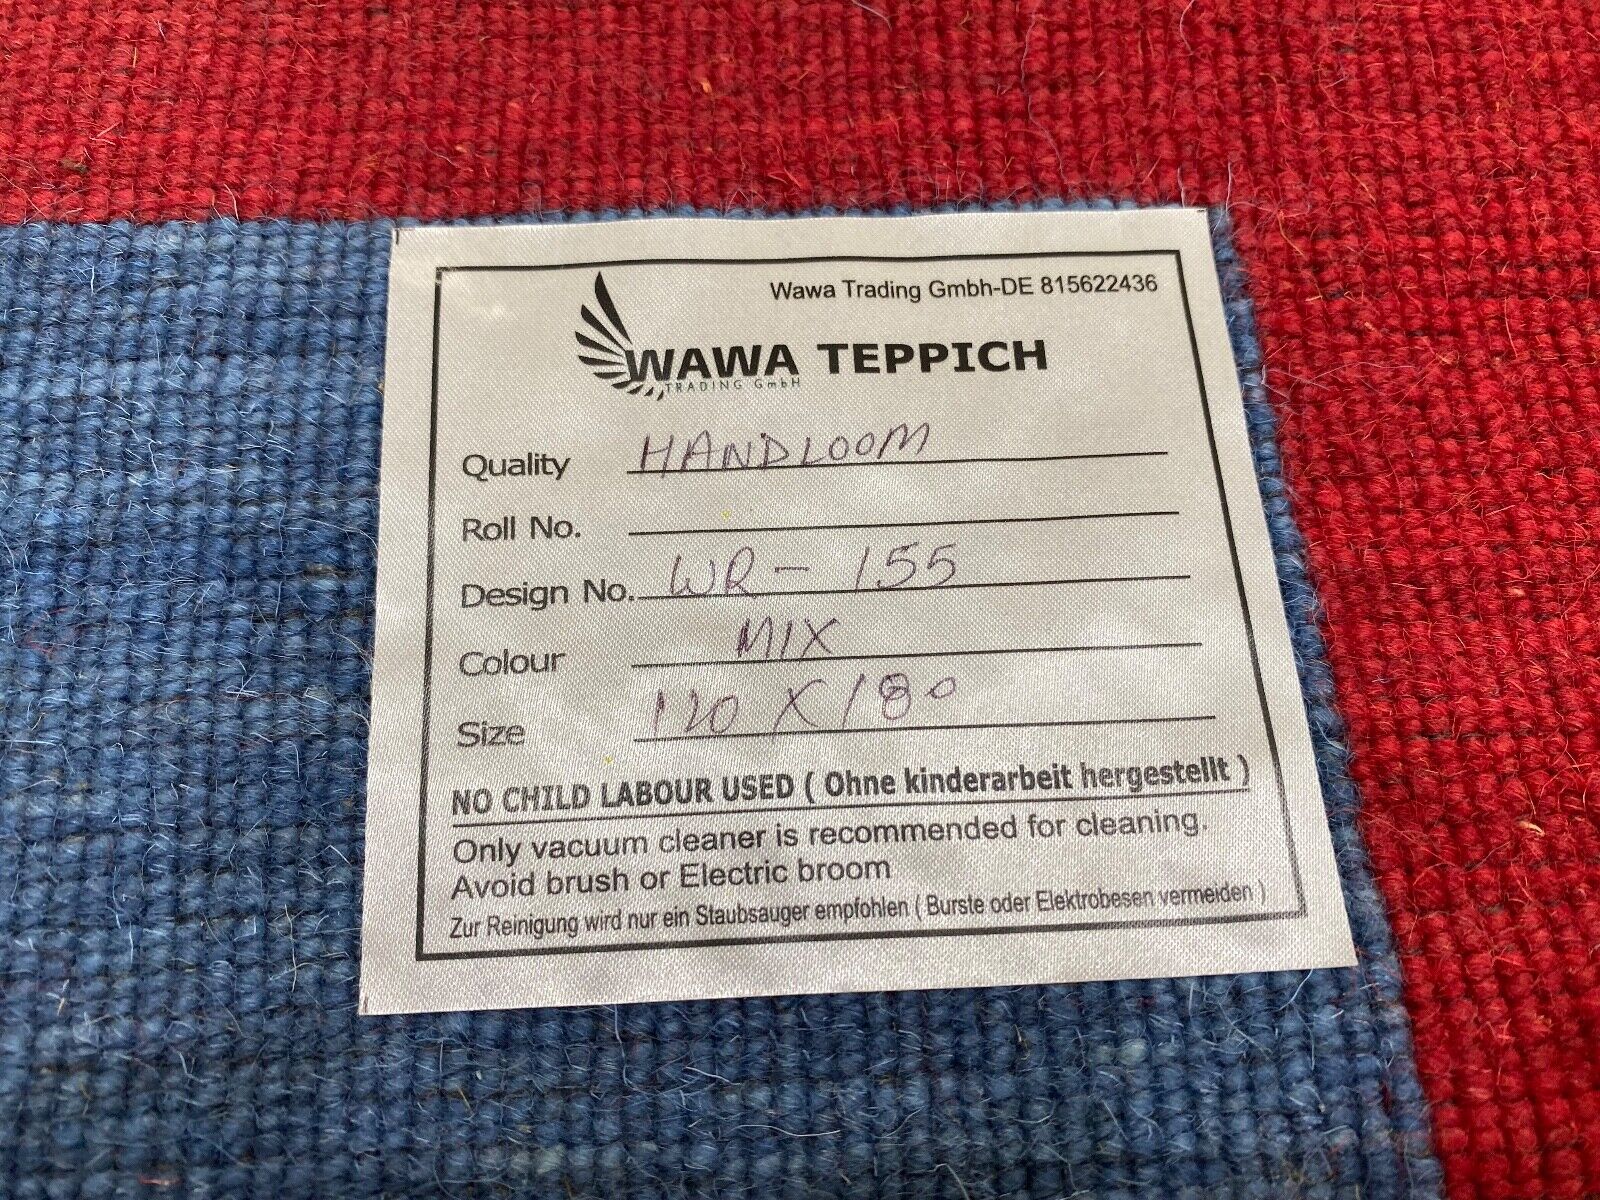 Wawa Trading Gmbh-DE 815622436
WAWA TEPPICH
TRADING GmbH
Quality HANDLOOM
Roll No.
Design No. WR - 155
Colour MIX
Size 120 X 180
NO CHILD LABOUR USED ( Ohne kinderarbeit hergestellt )
Only vacuum cleaner is recommended for cleaning.
Avoid brush or Electric broom
Zur Reinigung wird nur ein Staubsauger empfohlen ( Burste oder Elektrobesen vermeiden )